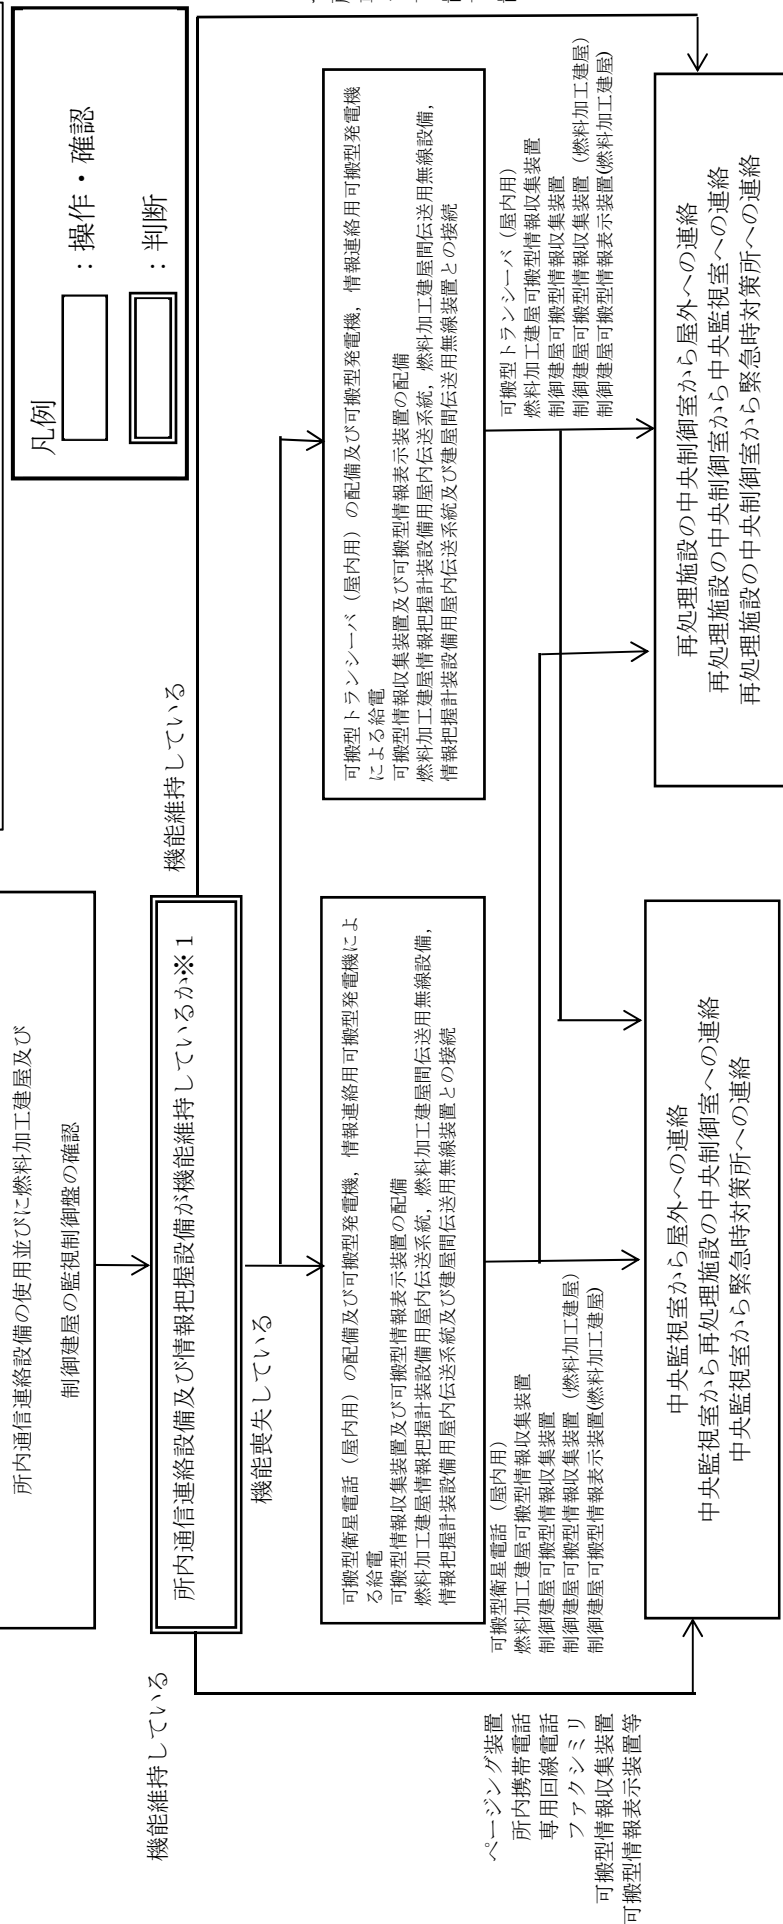 凡例
：操作・確認
：判断
所内通信連絡設備の使用並びに燃料加工建屋及び
制御建屋の監視制御盤の確認
所内通信連絡設備及び情報把握設備が機能維持しているか※１
機能維持している
機能維持している
機能喪失している
可搬型衛星電話（屋内用）の配備及び可搬型発電機，情報連絡用可搬型発電機によ
る給電
可搬型情報収集装置及び可搬型情報表示装置の配備
燃料加工建屋情報把握計装設備用屋内伝送系統，燃料加工建屋間伝送用無線設備，
情報把握計装設備用屋内伝送系統及び建屋間伝送用無線装置との接続
可搬型トランシーバ（屋内用）の配備及び可搬型発電機，情報連絡用可搬型発電機
による給電
可搬型情報収集装置及び可搬型情報表示装置の配備
燃料加工建屋情報把握計装設備用屋内伝送系統，燃料加工建屋間伝送用無線設備，
情報把握計装設備用屋内伝送系統及び建屋間伝送用無線装置との接続
ページング装置
所内携帯電話
専用回線電話
ファクシミリ
可搬型情報収集装置
可搬型情報表示装置等
可搬型衛星電話（屋内用）
燃料加工建屋可搬型情報収集装置
制御建屋可搬型情報収集装置
制御建屋可搬型情報収集装置（燃料加工建屋）
制御建屋可搬型情報表示装置(燃料加工建屋)
可搬型トランシーバ（屋内用）
燃料加工建屋可搬型情報収集装置
制御建屋可搬型情報収集装置
制御建屋可搬型情報収集装置（燃料加工建屋）
制御建屋可搬型情報表示装置(燃料加工建屋)
中央監視室から屋外への連絡
中央監視室から再処理施設の中央制御室への連絡
中央監視室から緊急時対策所への連絡
再処理施設の中央制御室から屋外への連絡
再処理施設の中央制御室から中央監視室への連絡
再処理施設の中央制御室から緊急時対策所への連絡